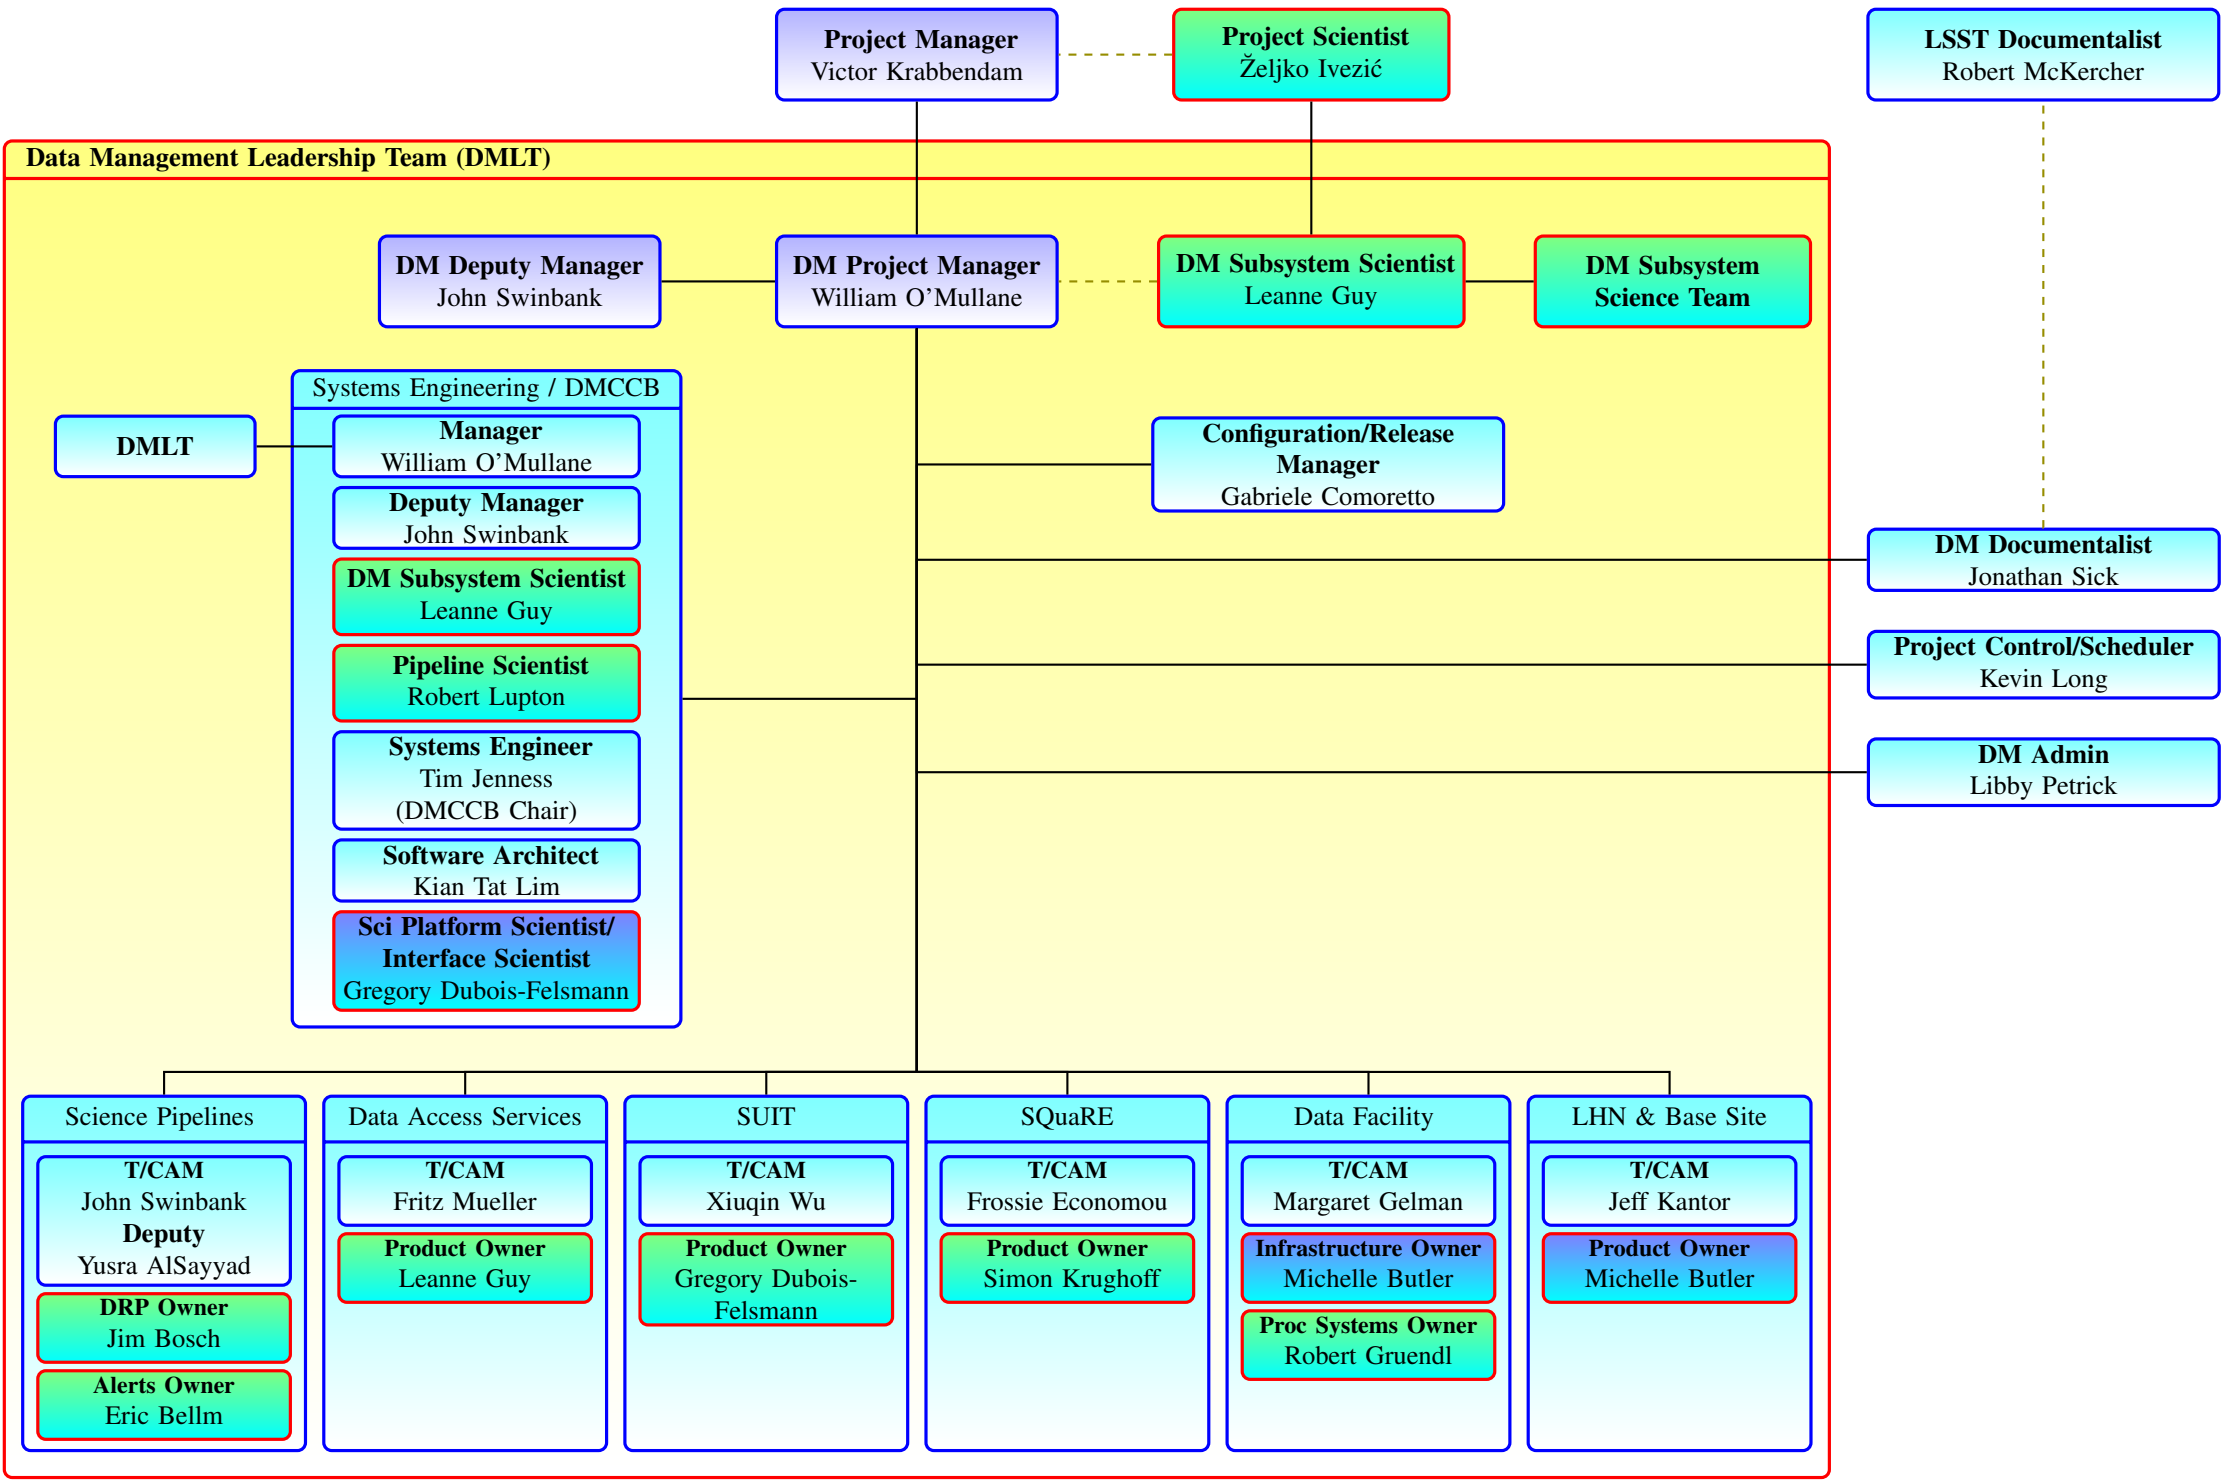 Project Manager
Victor Krabbendam
Project Scientist
Željko Ivezić
LSST Documentalist
Robert McKercher
Data Management Leadership Team (DMLT)
DM Deputy Manager
John Swinbank
DM Project Manager
William O’Mullane
DM Subsystem Scientist
Leanne Guy
DM Subsystem
Science Team
Systems Engineering / DMCCB
DMLT
Manager
William O’Mullane
Deputy Manager
John Swinbank
DM Subsystem Scientist
Leanne Guy
Pipeline Scientist
Robert Lupton
Systems Engineer
Tim Jenness
(DMCCB Chair)
Software Architect
Kian Tat Lim
Sci Platform Scientist/
Interface Scientist
Gregory Dubois-Felsmann
Configuration/Release
Manager
Gabriele Comoretto
DM Documentalist
Jonathan Sick
Project Control/Scheduler
Kevin Long
DM Admin
Libby Petrick
Science Pipelines
T/CAM
John Swinbank
Deputy
Yusra AlSayyad
DRP Owner
Jim Bosch
Alerts Owner
Eric Bellm
Data Access Services
T/CAM
Fritz Mueller
Product Owner
Leanne Guy
SUIT
T/CAM
Xiuqin Wu
Product Owner
Gregory Dubois-
Felsmann
SQuaRE
T/CAM
Frossie Economou
Product Owner
Simon Krughoff
Data Facility
T/CAM
Margaret Gelman
Infrastructure Owner
Michelle Butler
Proc Systems Owner
Robert Gruendl
LHN & Base Site
T/CAM
Jeff Kantor
Product Owner
Michelle Butler